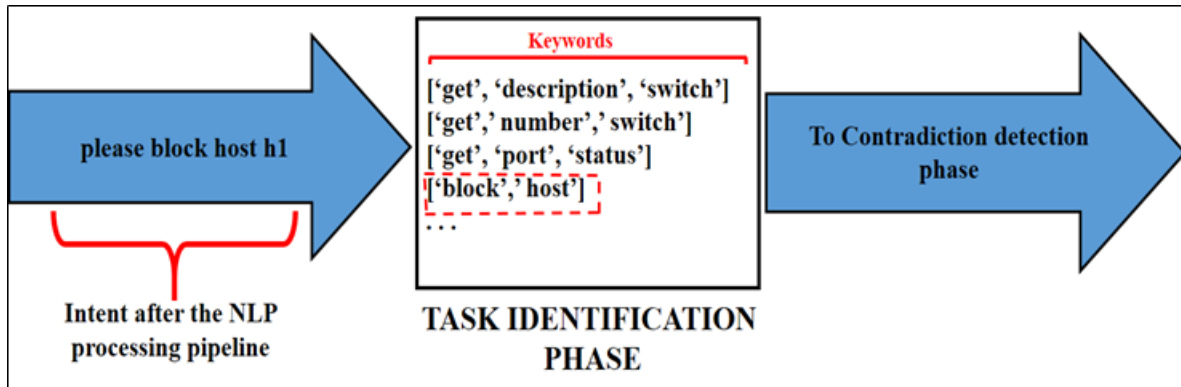 please block host h1
Intent after the NLP
processing pipeline
Keywords
[‘get’, ‘description’, ‘switch’]
[‘get’,’ number’,’ switch’]
[‘get’, ‘port’, ‘status’]
[‘block’,’ host’]
. . .
TASK IDENTIFICATION
PHASE
To Contradiction detection
phase